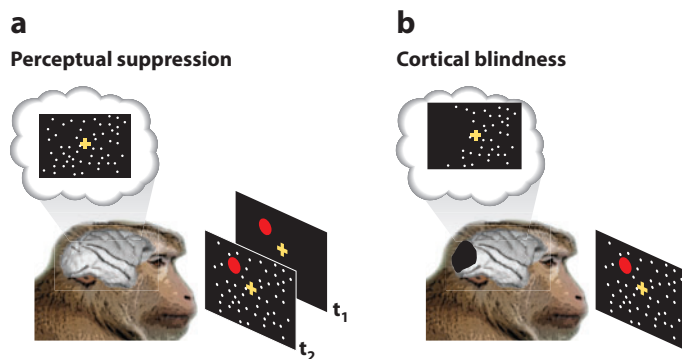 a
Perceptual suppression
t₁
t₂
b
Cortical blindness